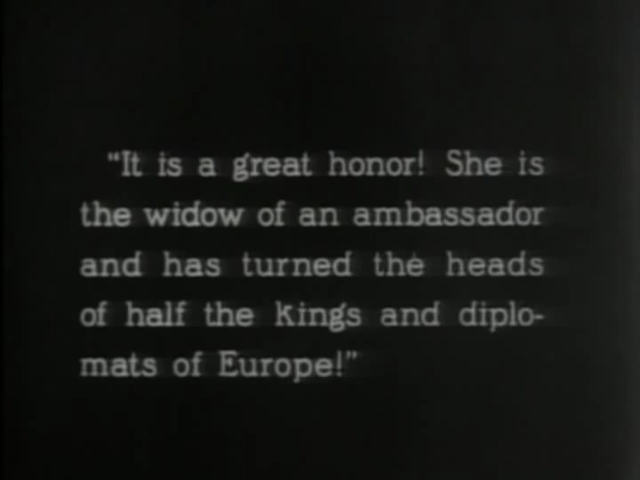 "It is a great honor! She is
the widow of an ambassador
and has turned the heads
of half the kings and diplo-
mats of Europe!"